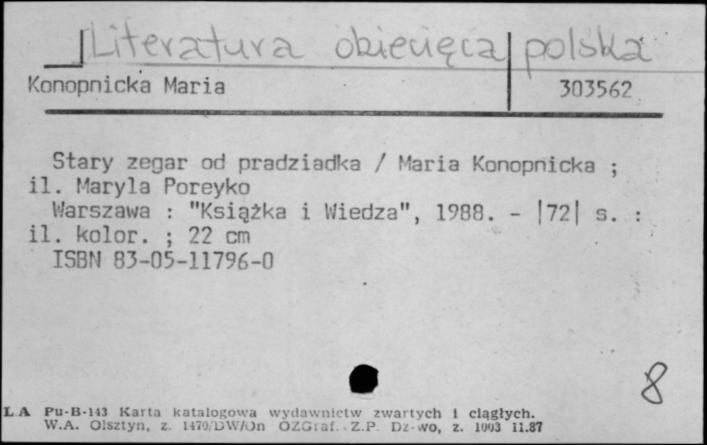 Literatura dziecięca polska
Konopnicka Maria 303562
Stary zegar od pradziadka / Maria Konopnicka ;
il. Maryla Poreyko
Warszawa : "Książka i Wiedza", 1988. - |72| s. :
il. kolor. ; 22 cm
ISBN 83-05-11796-0
8
LA Pu-B-143 Karta katalogowa wydawnictw zwartych i ciągłych.
W.A. Olsztyn, z. 1470/DW/On OZGraf. Z.P. Dz-wo, z. 1003 11.87